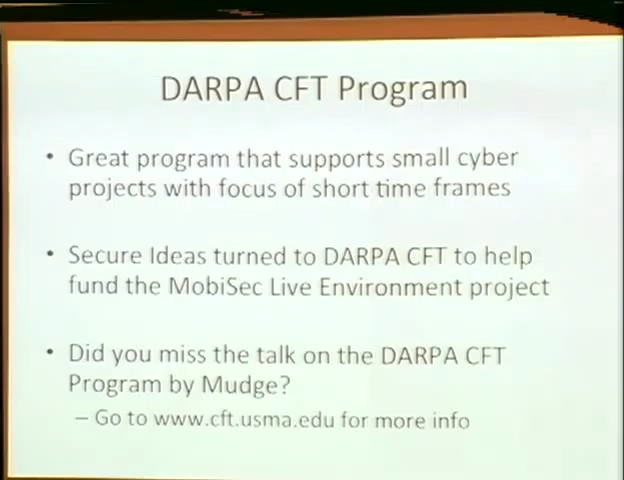 DARPA CFT Program
• Great program that supports small cyber
projects with focus of short time frames
• Secure Ideas turned to DARPA CFT to help
fund the MobiSec Live Environment project
• Did you miss the talk on the DARPA CFT
Program by Mudge?
– Go to www.cft.usma.edu for more info